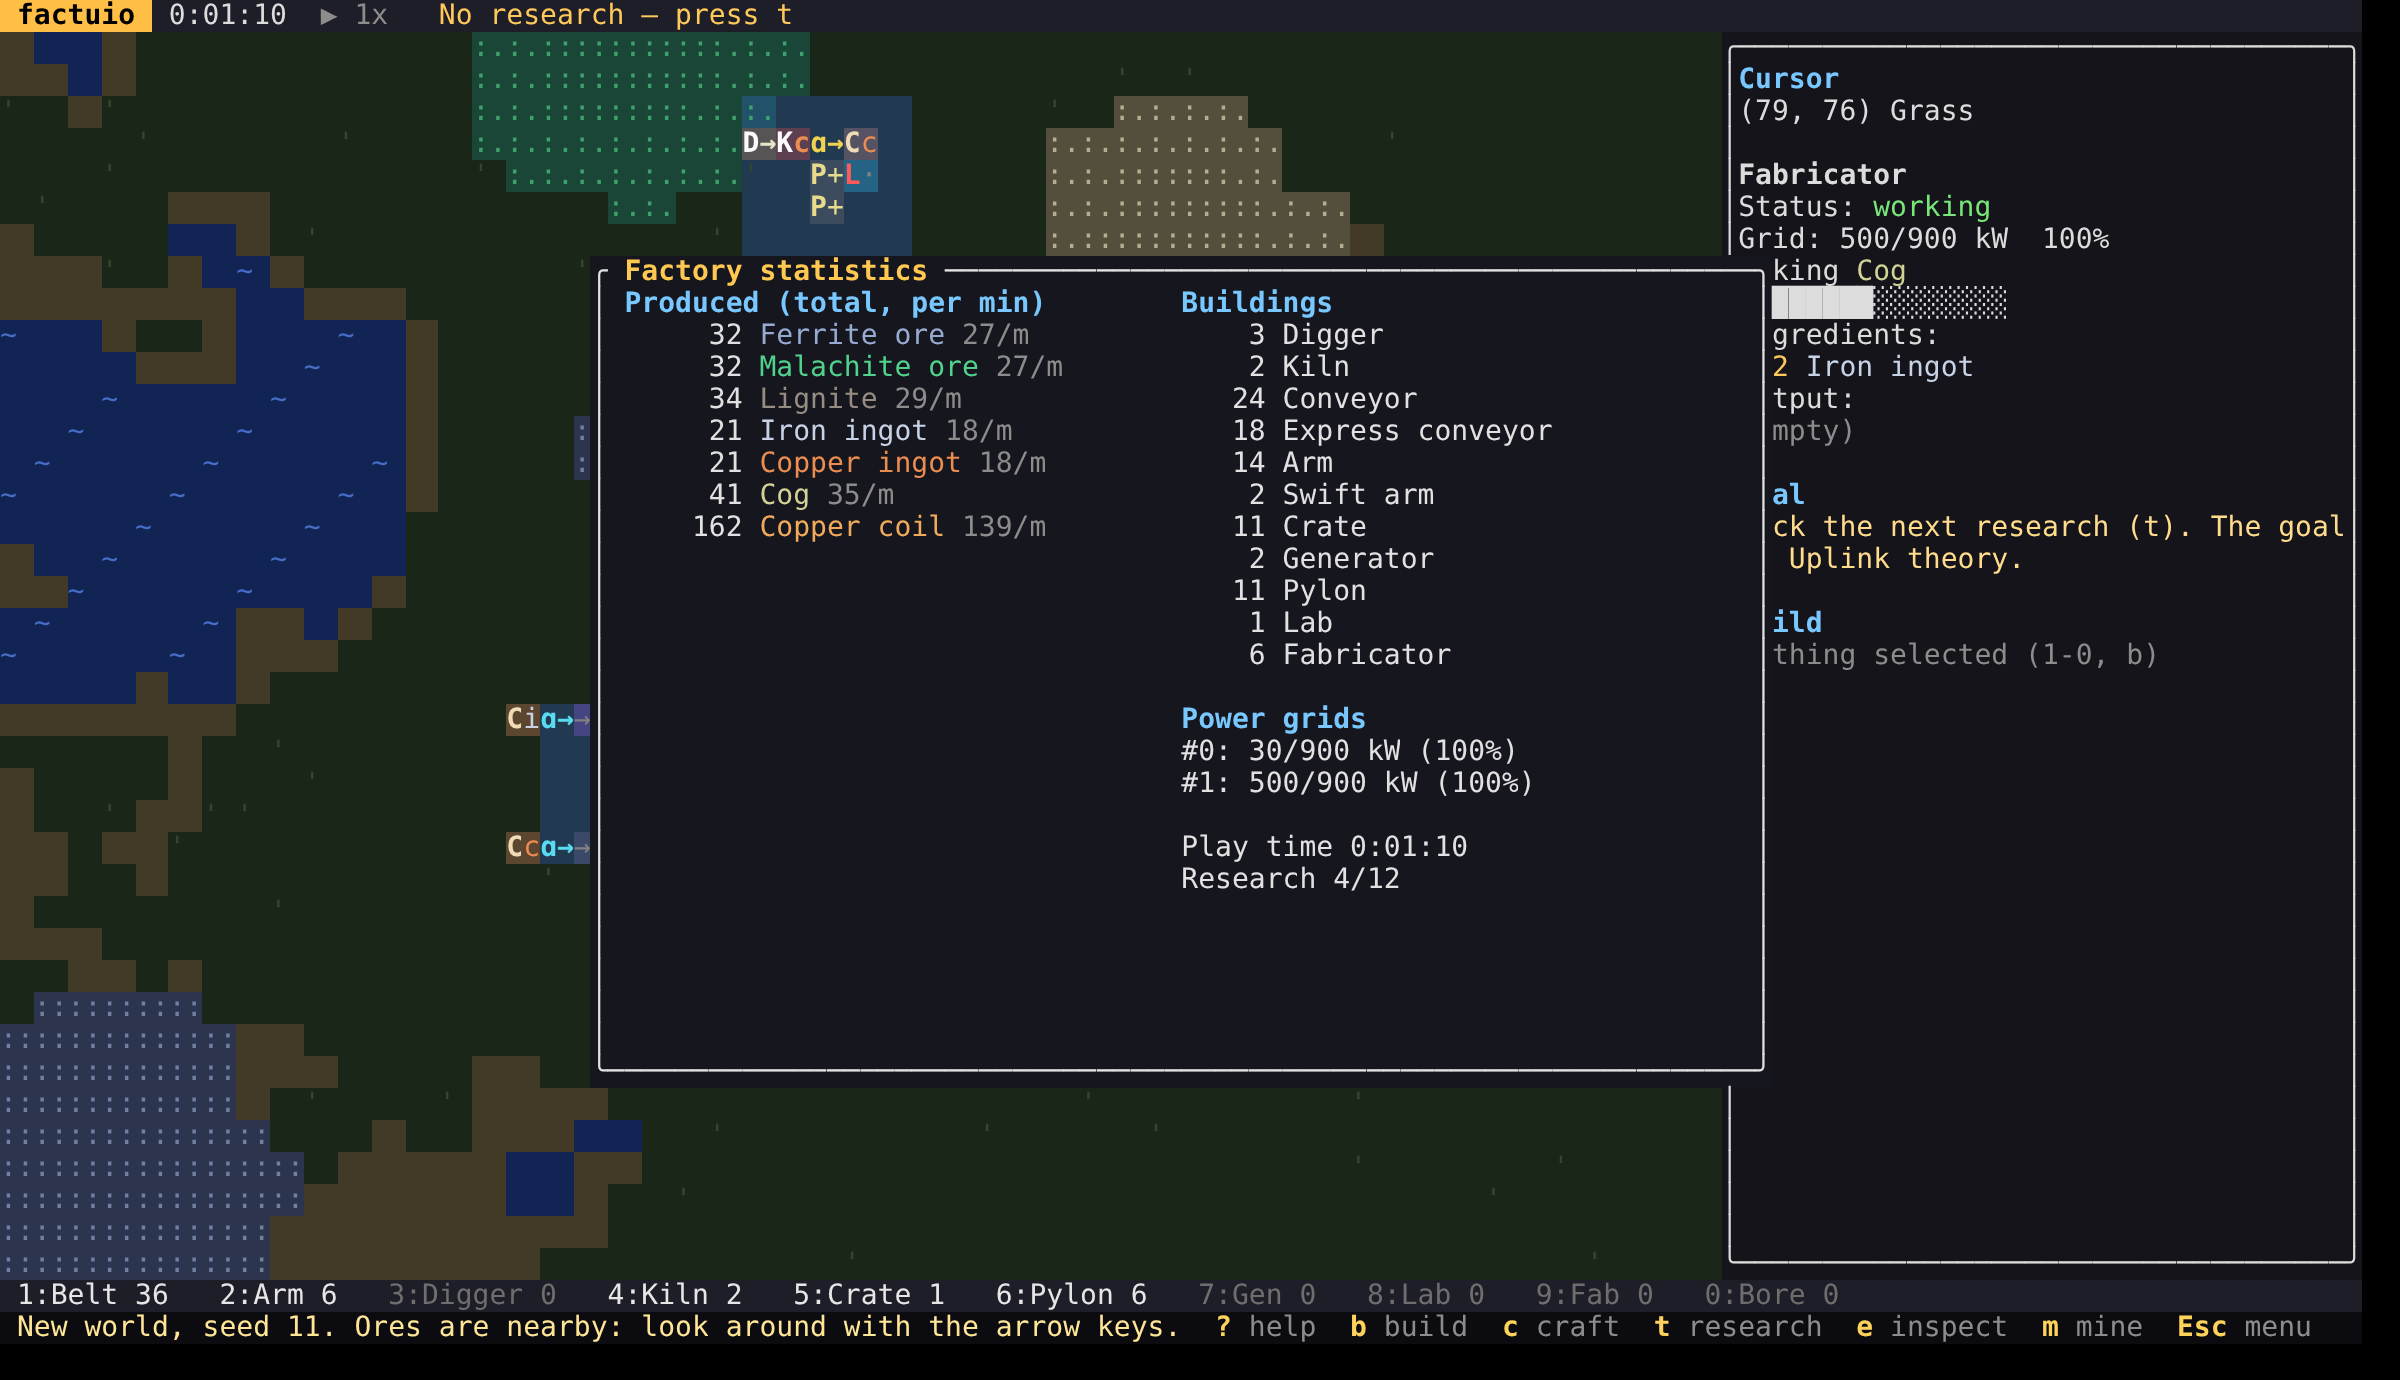 factuio 0:01:10 ▶ 1x No research — press t
Cursor
(79, 76) Grass
D→Kcɑ→Cc
P+L·
P+
Fabricator
Status: working
Grid: 500/900 kW 100%
king Cog
gredients:
2 Iron ingot
tput:
mpty)
al
ck the next research (t). The goal
Uplink theory.
ild
thing selected (1-0, b)
Factory statistics
Produced (total, per min)
32 Ferrite ore 27/m
32 Malachite ore 27/m
34 Lignite 29/m
21 Iron ingot 18/m
21 Copper ingot 18/m
41 Cog 35/m
162 Copper coil 139/m
Buildings
3 Digger
2 Kiln
24 Conveyor
18 Express conveyor
14 Arm
2 Swift arm
11 Crate
2 Generator
11 Pylon
1 Lab
6 Fabricator
Power grids
#0: 30/900 kW (100%)
#1: 500/900 kW (100%)
Play time 0:01:10
Research 4/12
Ciɑ→→
Ccɑ→→
1:Belt 36 2:Arm 6 3:Digger 0 4:Kiln 2 5:Crate 1 6:Pylon 6 7:Gen 0 8:Lab 0 9:Fab 0 0:Bore 0
New world, seed 11. Ores are nearby: look around with the arrow keys. ? help b build c craft t research e inspect m mine Esc menu